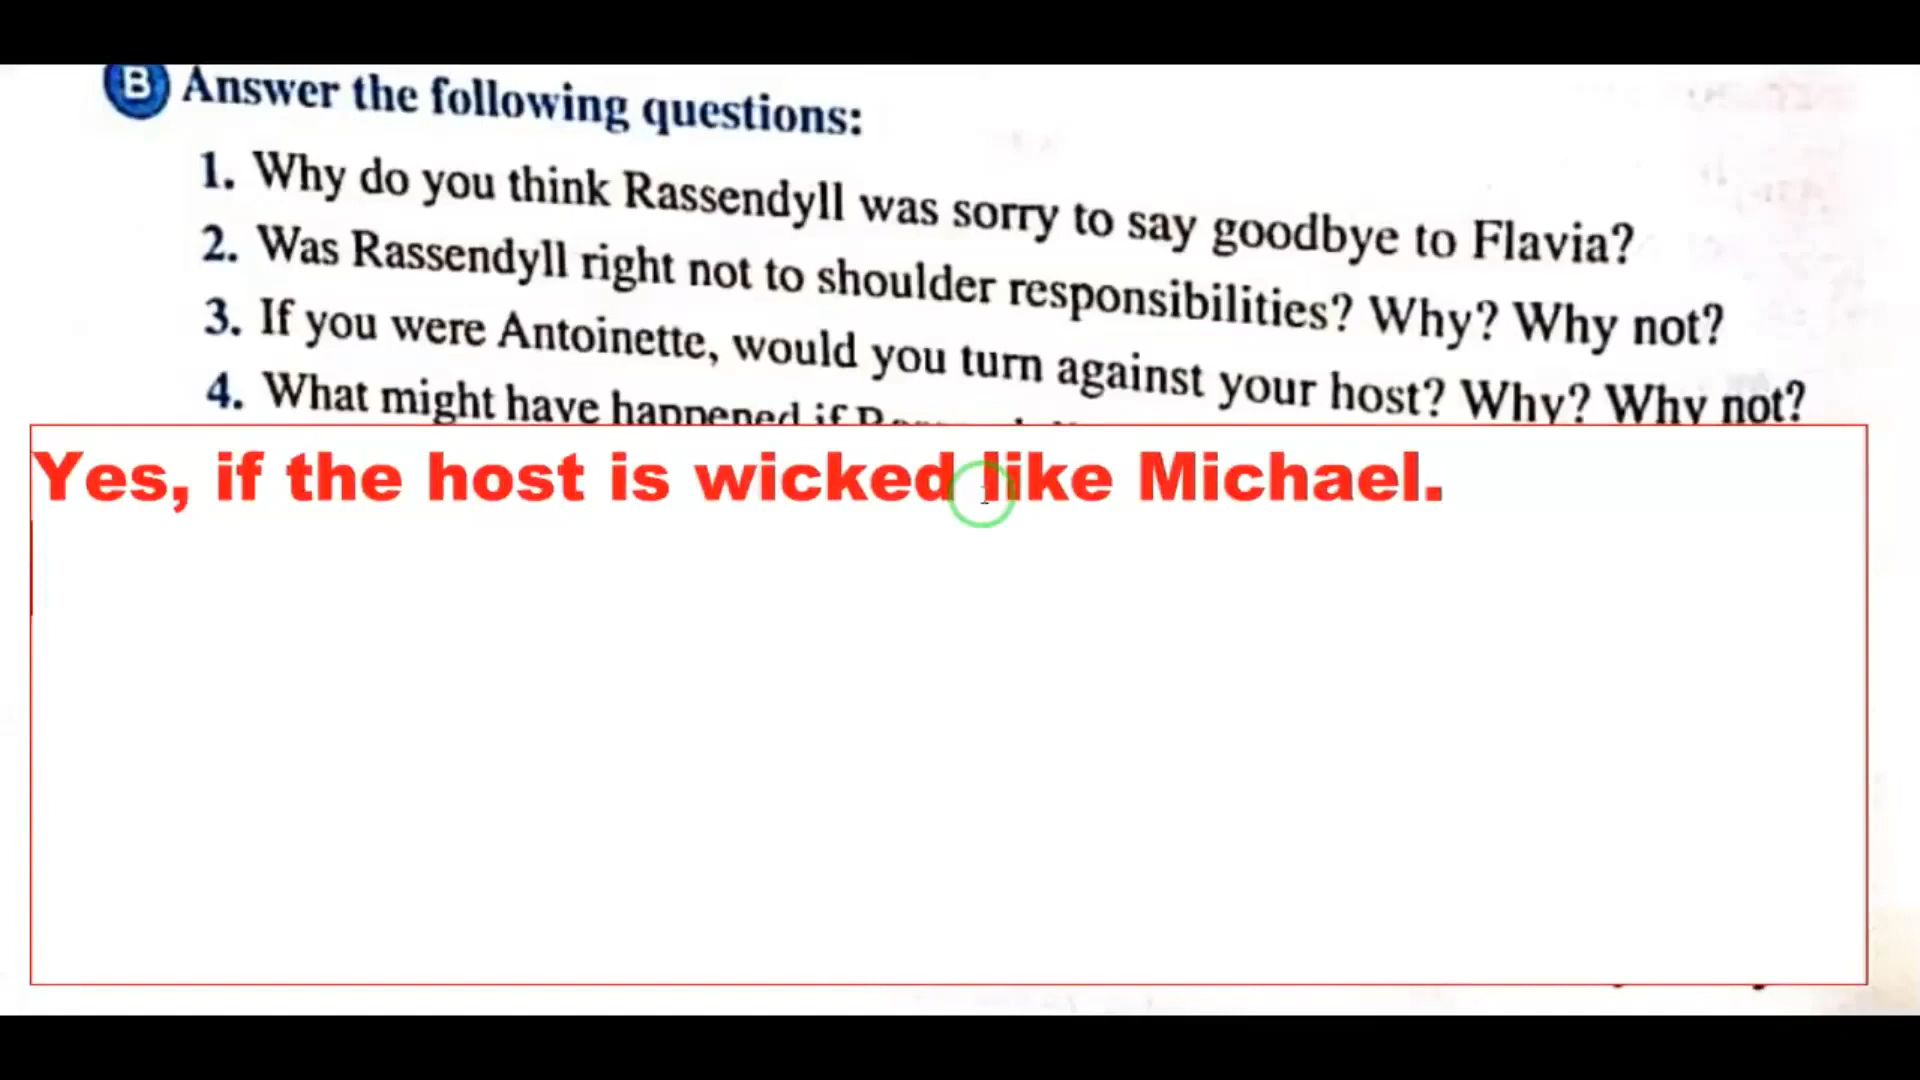 B Answer the following questions:
1. Why do you think Rassendyll was sorry to say goodbye to Flavia?
2. Was Rassendyll right not to shoulder responsibilities? Why? Why not?
3. If you were Antoinette, would you turn against your host? Why? Why not?
4. What might have happened if
Yes, if the host is wicked like Michael.